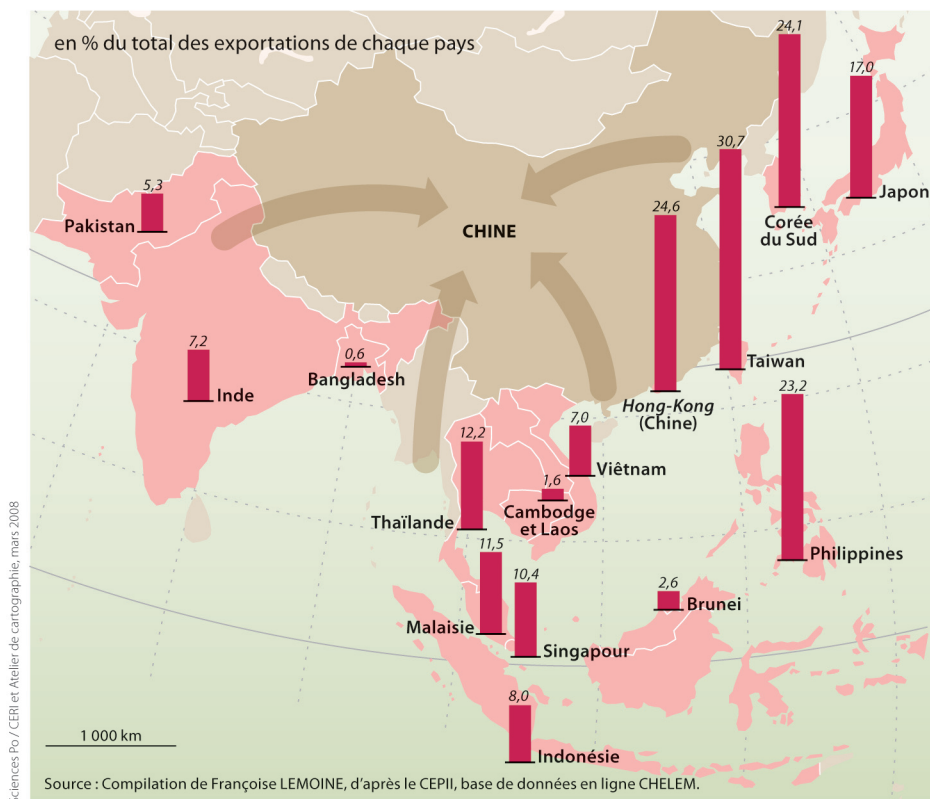 en % du total des exportations de chaque pays
24,1
17,0
30,7
5,3
Pakistan
Japon
24,6
Corée
du Sud
CHINE
7,2
Inde
0,6
Bangladesh
Taiwan
Hong-Kong
(Chine)
23,2
12,2
Thaïlande
7,0
Viêtnam
1,6
Cambodge
et Laos
Philippines
11,5
Malaisie
10,4
Singapour
2,6
Brunei
8,0
Indonésie
1 000 km
Source : Compilation de Françoise LEMOINE, d'après le CEPII, base de données en ligne CHELEM.
Sciences Po / CERI et Atelier de cartographie, mars 2008